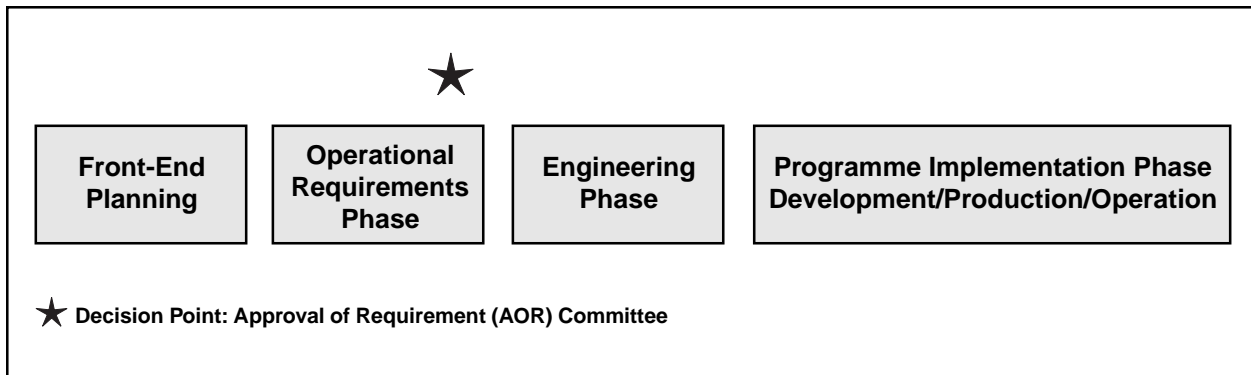 Front-End
Planning
Operational
Requirements
Phase
Engineering
Phase
Programme Implementation Phase
Development/Production/Operation
Decision Point: Approval of Requirement (AOR) Committee